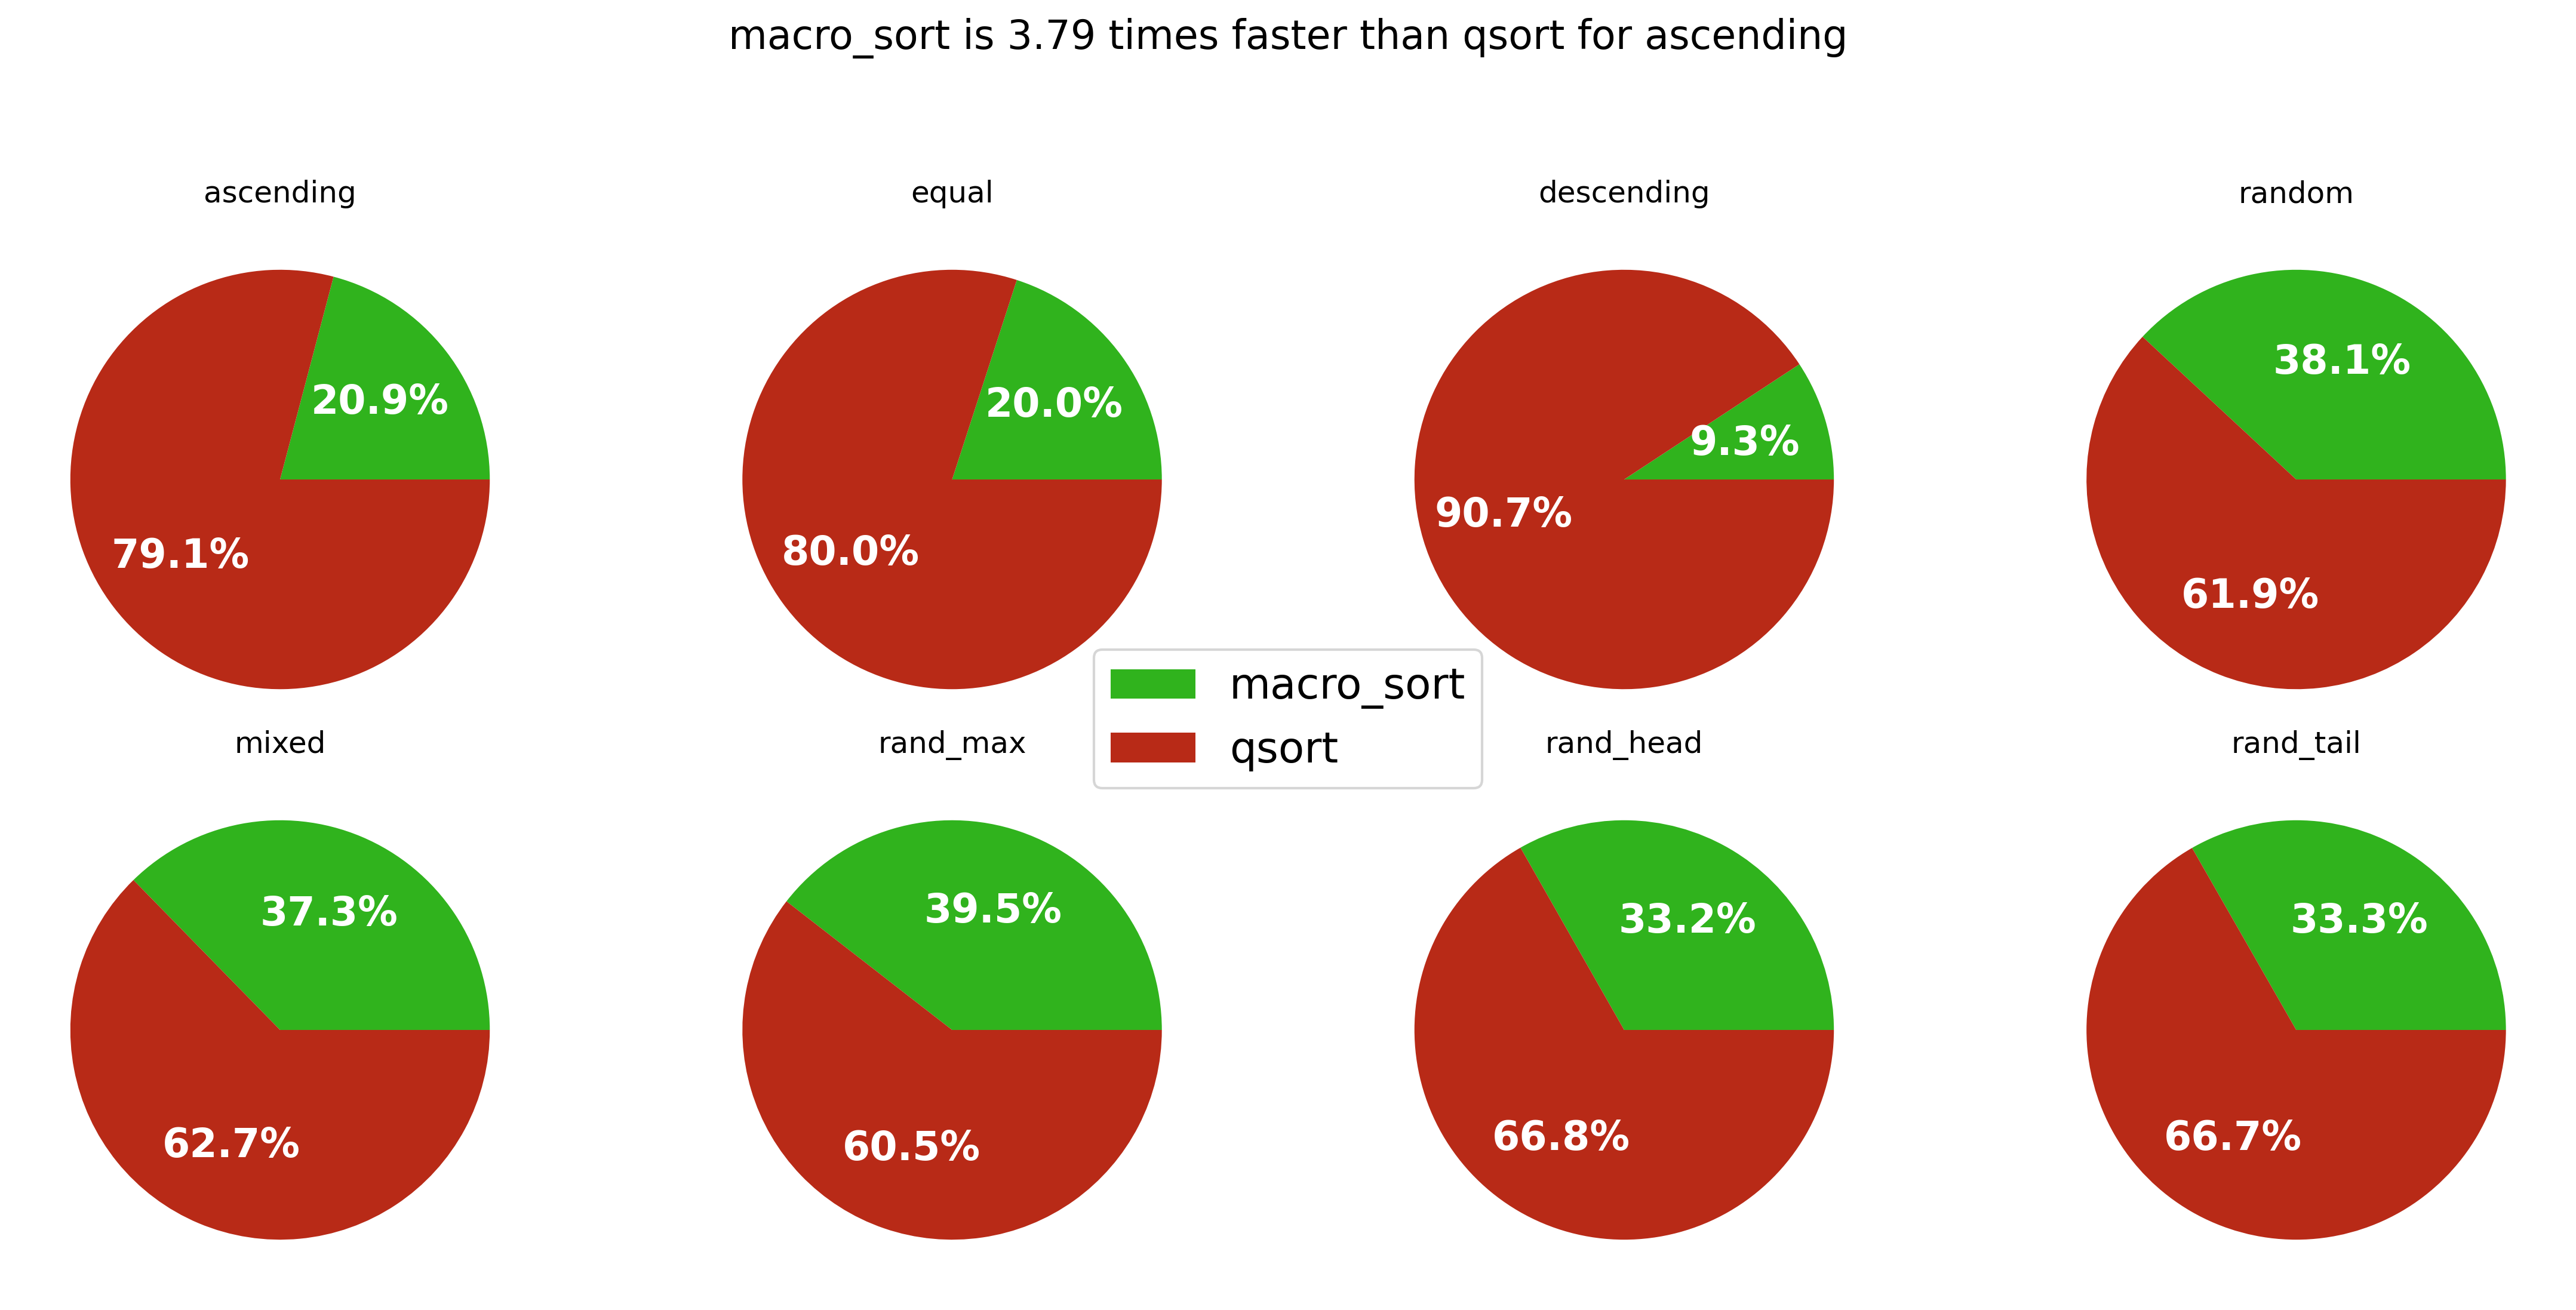 macro_sort is 3.79 times faster than qsort for ascending
ascending
20.9%
79.1%
equal
20.0%
80.0%
descending
9.3%
90.7%
random
38.1%
61.9%
macro_sort
qsort
mixed
37.3%
62.7%
rand_max
39.5%
60.5%
rand_head
33.2%
66.8%
rand_tail
33.3%
66.7%